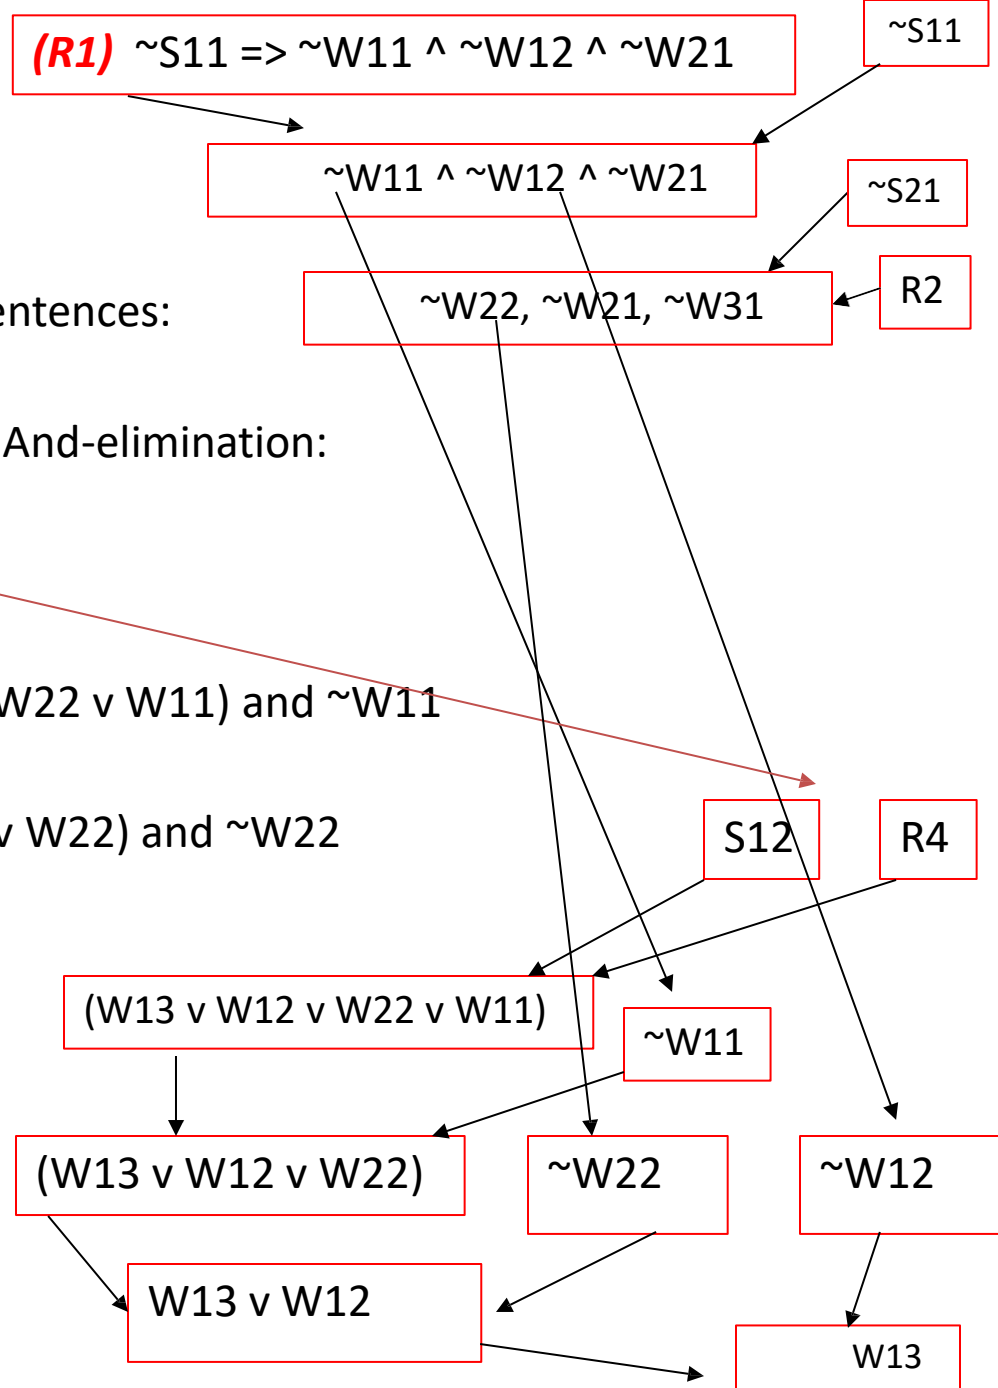 (R1) ~S11 => ~W11 ^ ~W12 ^ ~W21
~S11
~W11 ^ ~W12 ^ ~W21
~S21
entences:
~W22, ~W21, ~W31
R2
And-elimination:
W22 v W11) and ~W11
v W22) and ~W22
S12
R4
(W13 v W12 v W22 v W11)
~W11
(W13 v W12 v W22)
~W22
~W12
W13 v W12
W13